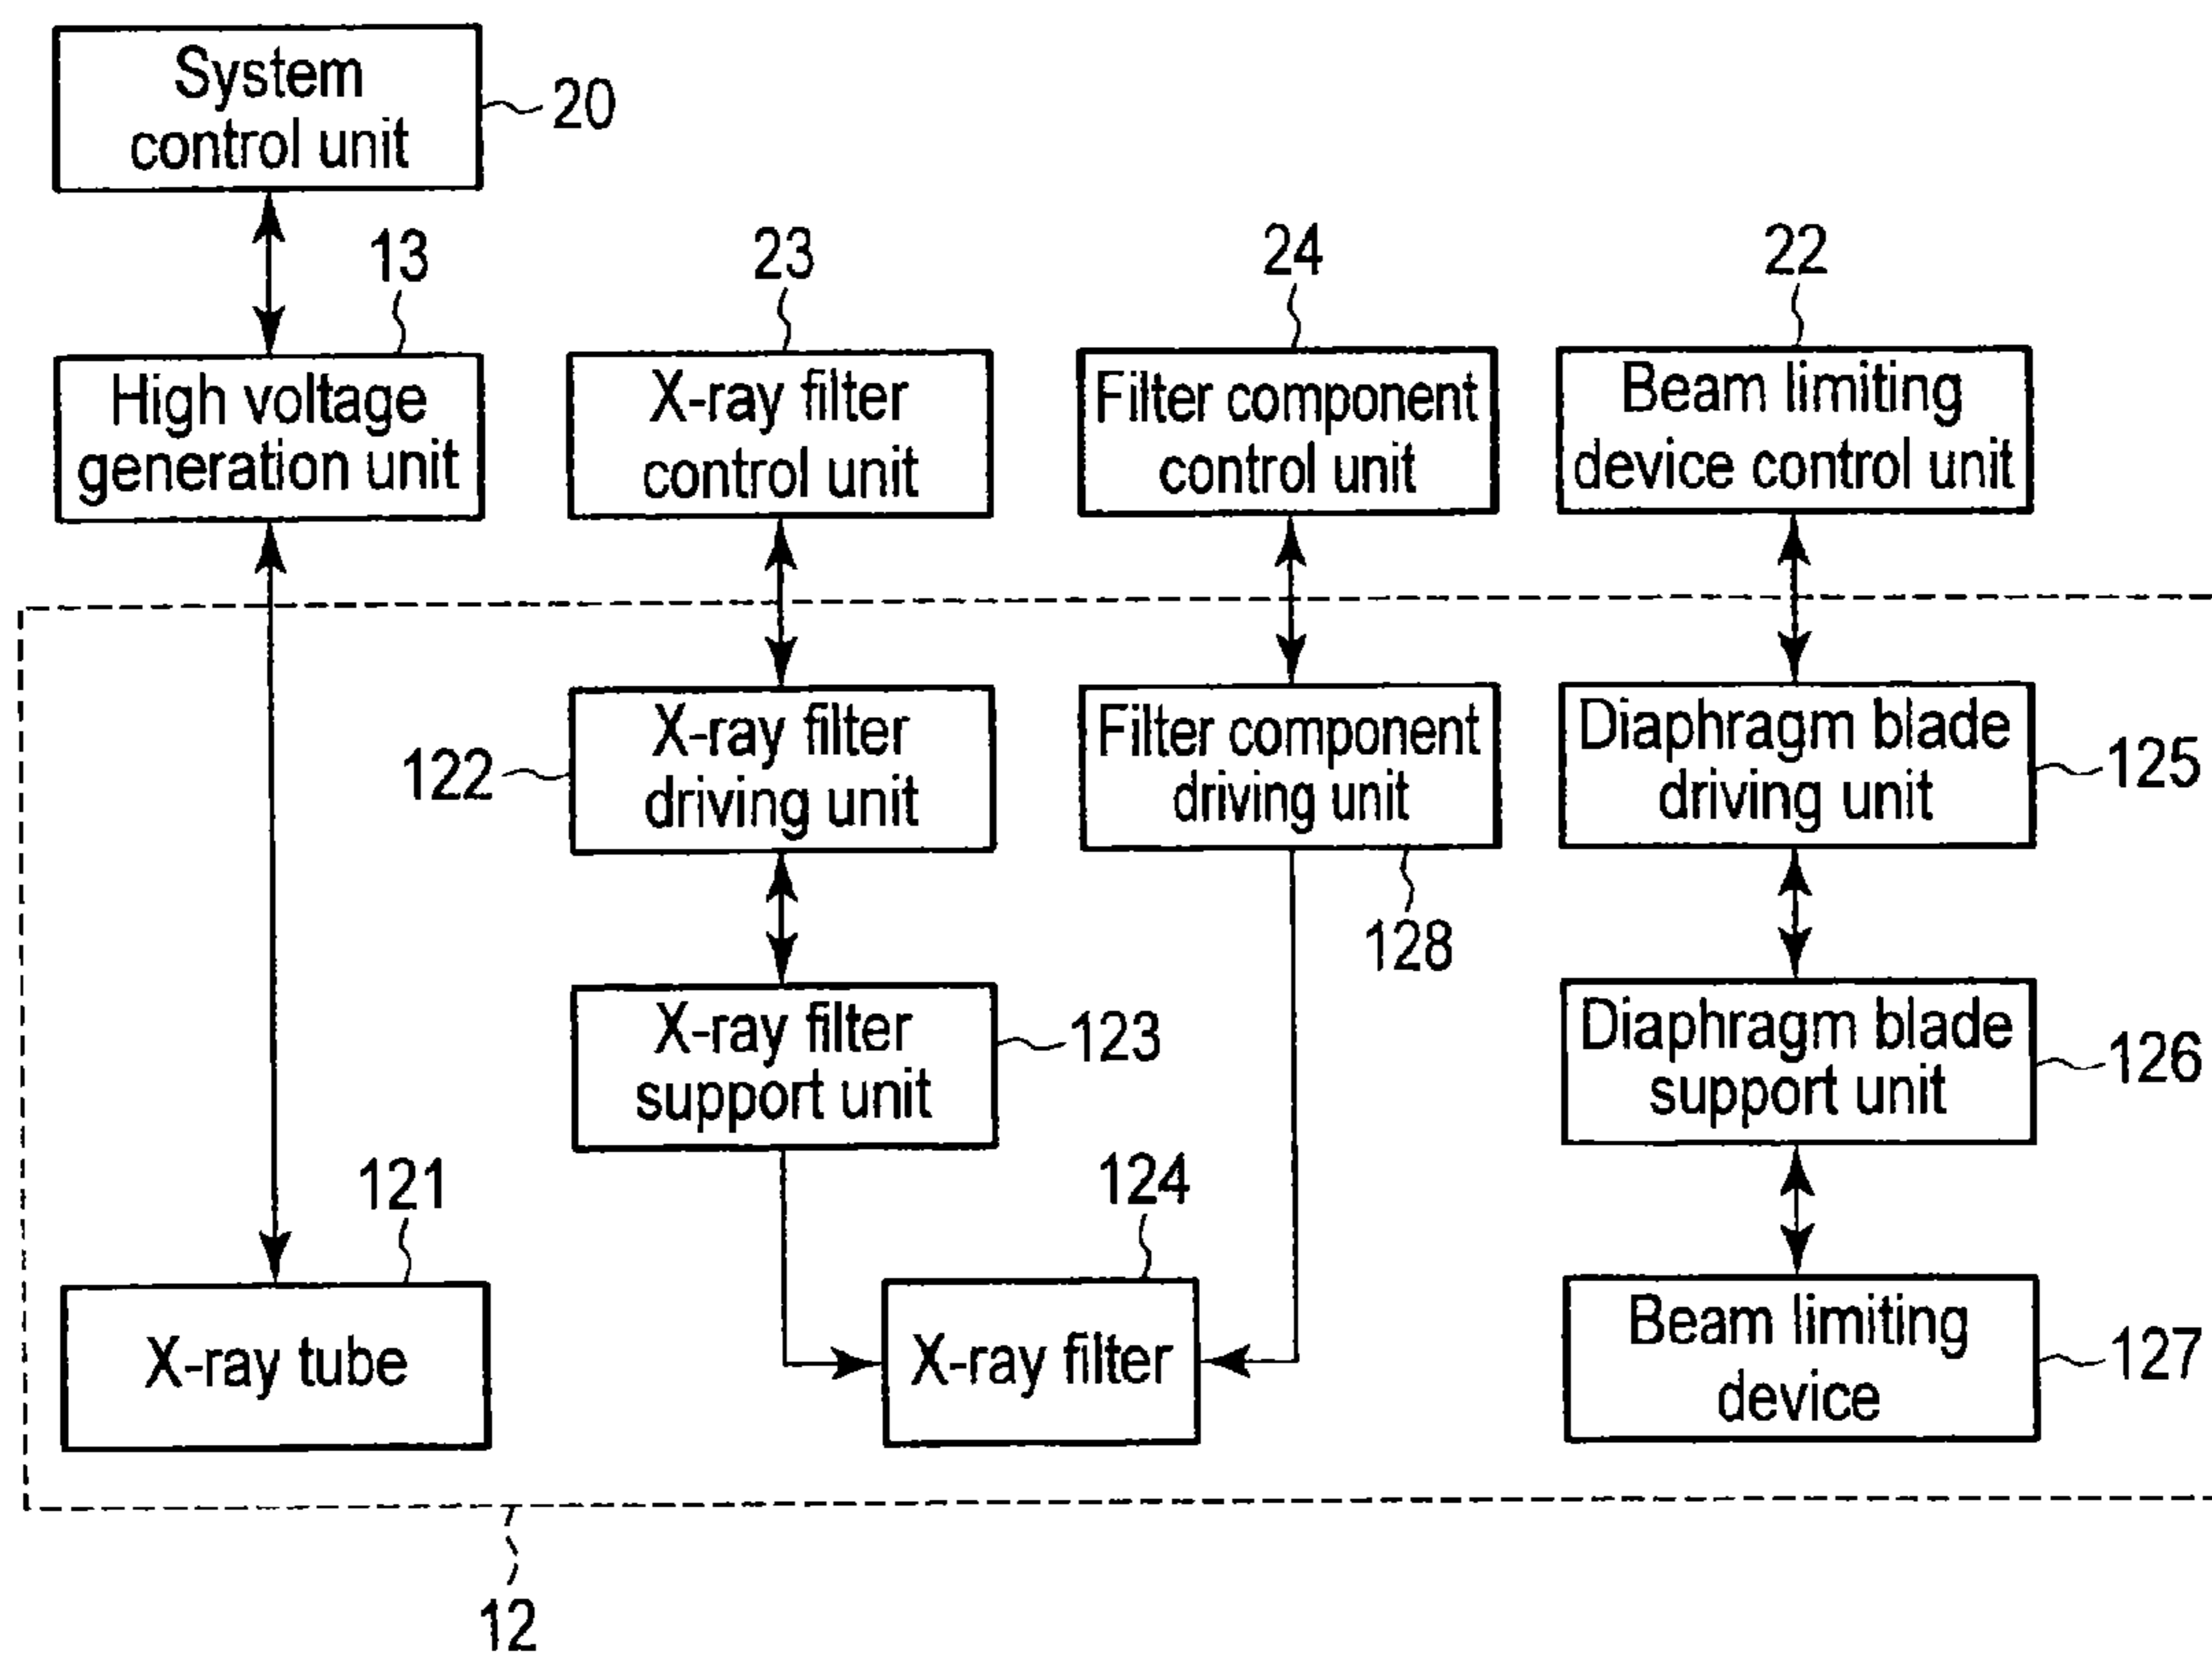 System
control unit
20
13
23
24
22
High voltage
generation unit
X-ray filter
control unit
Filter component
control unit
Beam limiting
device control unit
122
X-ray filter
driving unit
Filter component
driving unit
128
Diaphragm blade
driving unit
125
X-ray filter
support unit
123
Diaphragm blade
support unit
126
121
X-ray tube
124
X-ray filter
Beam limiting
device
127
12